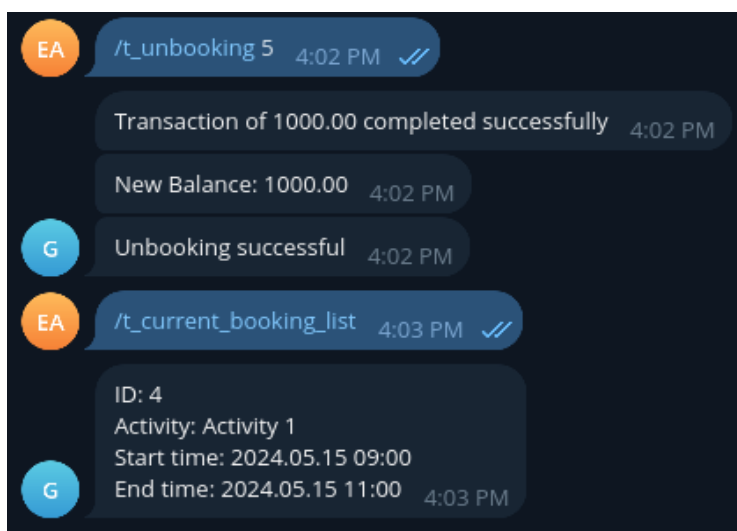 EA
/t_unbooking 5 4:02 PM
Transaction of 1000.00 completed successfully 4:02 PM
New Balance: 1000.00 4:02 PM
G
Unbooking successful 4:02 PM
EA
/t_current_booking_list 4:03 PM
ID: 4
Activity: Activity 1
Start time: 2024.05.15 09:00
G
End time: 2024.05.15 11:00 4:03 PM